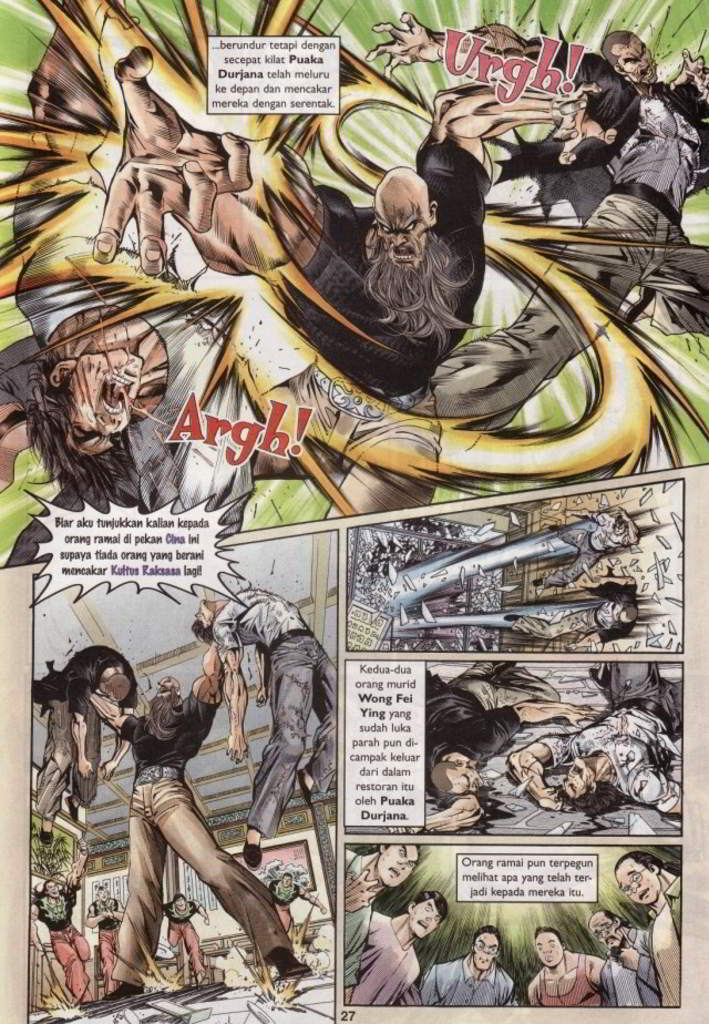 ...berundur tetapi dengan
secepat kilat Puaka
Durjana telah meluru
ke depan dan mencakar
mereka dengan serentak.
Urgh!
Argh!
Biar aku tunjukkan kalian kepada
orang ramai di pekan Cina ini
supaya tiada orang yang berani
mencakar Kultus Raksasa lagi!
Kedua-dua
orang murid
Wong Fei
Ying yang
sudah luka
parah pun di-
campak keluar
dari dalam
restoran itu
oleh Puaka
Durjana.
Orang ramai pun terpegun
melihat apa yang telah ter-
jadi kepada mereka itu.
27